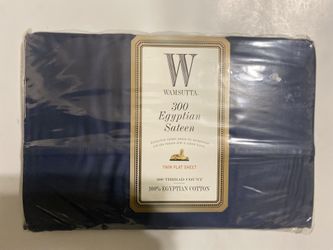 W
WAMSUTTA
300
Egyptian
Sateen
TWIN FLAT SHEET
300 THREAD COUNT
100% EGYPTIAN COTTON